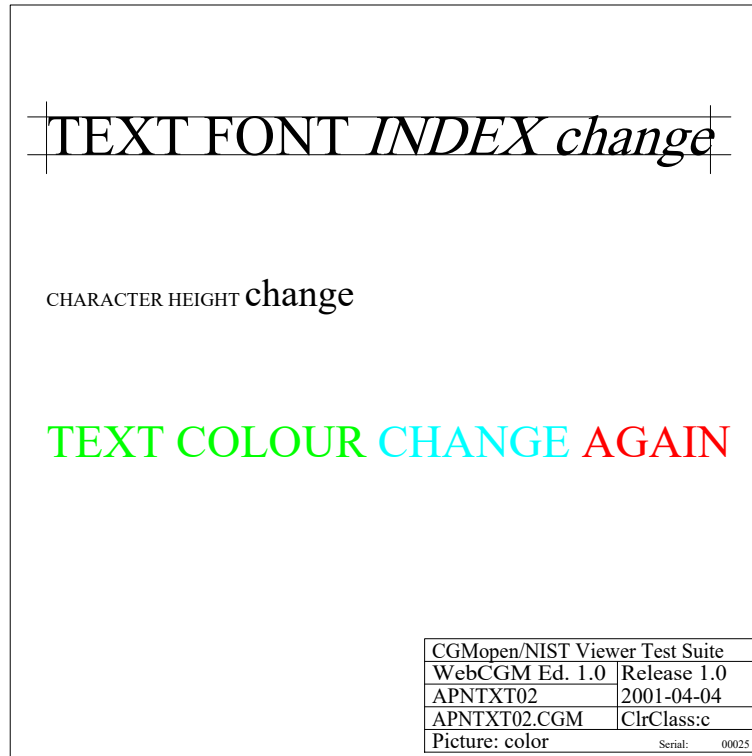 TEXT FONT INDEX change
CHARACTER HEIGHT change
TEXT COLOUR CHANGE AGAIN
CGMopen/NIST Viewer Test Suite
WebCGM Ed. 1.0 Release 1.0
APNTXT02 2001-04-04
APNTXT02.CGM ClrClass:c
Picture: color Serial: 00025